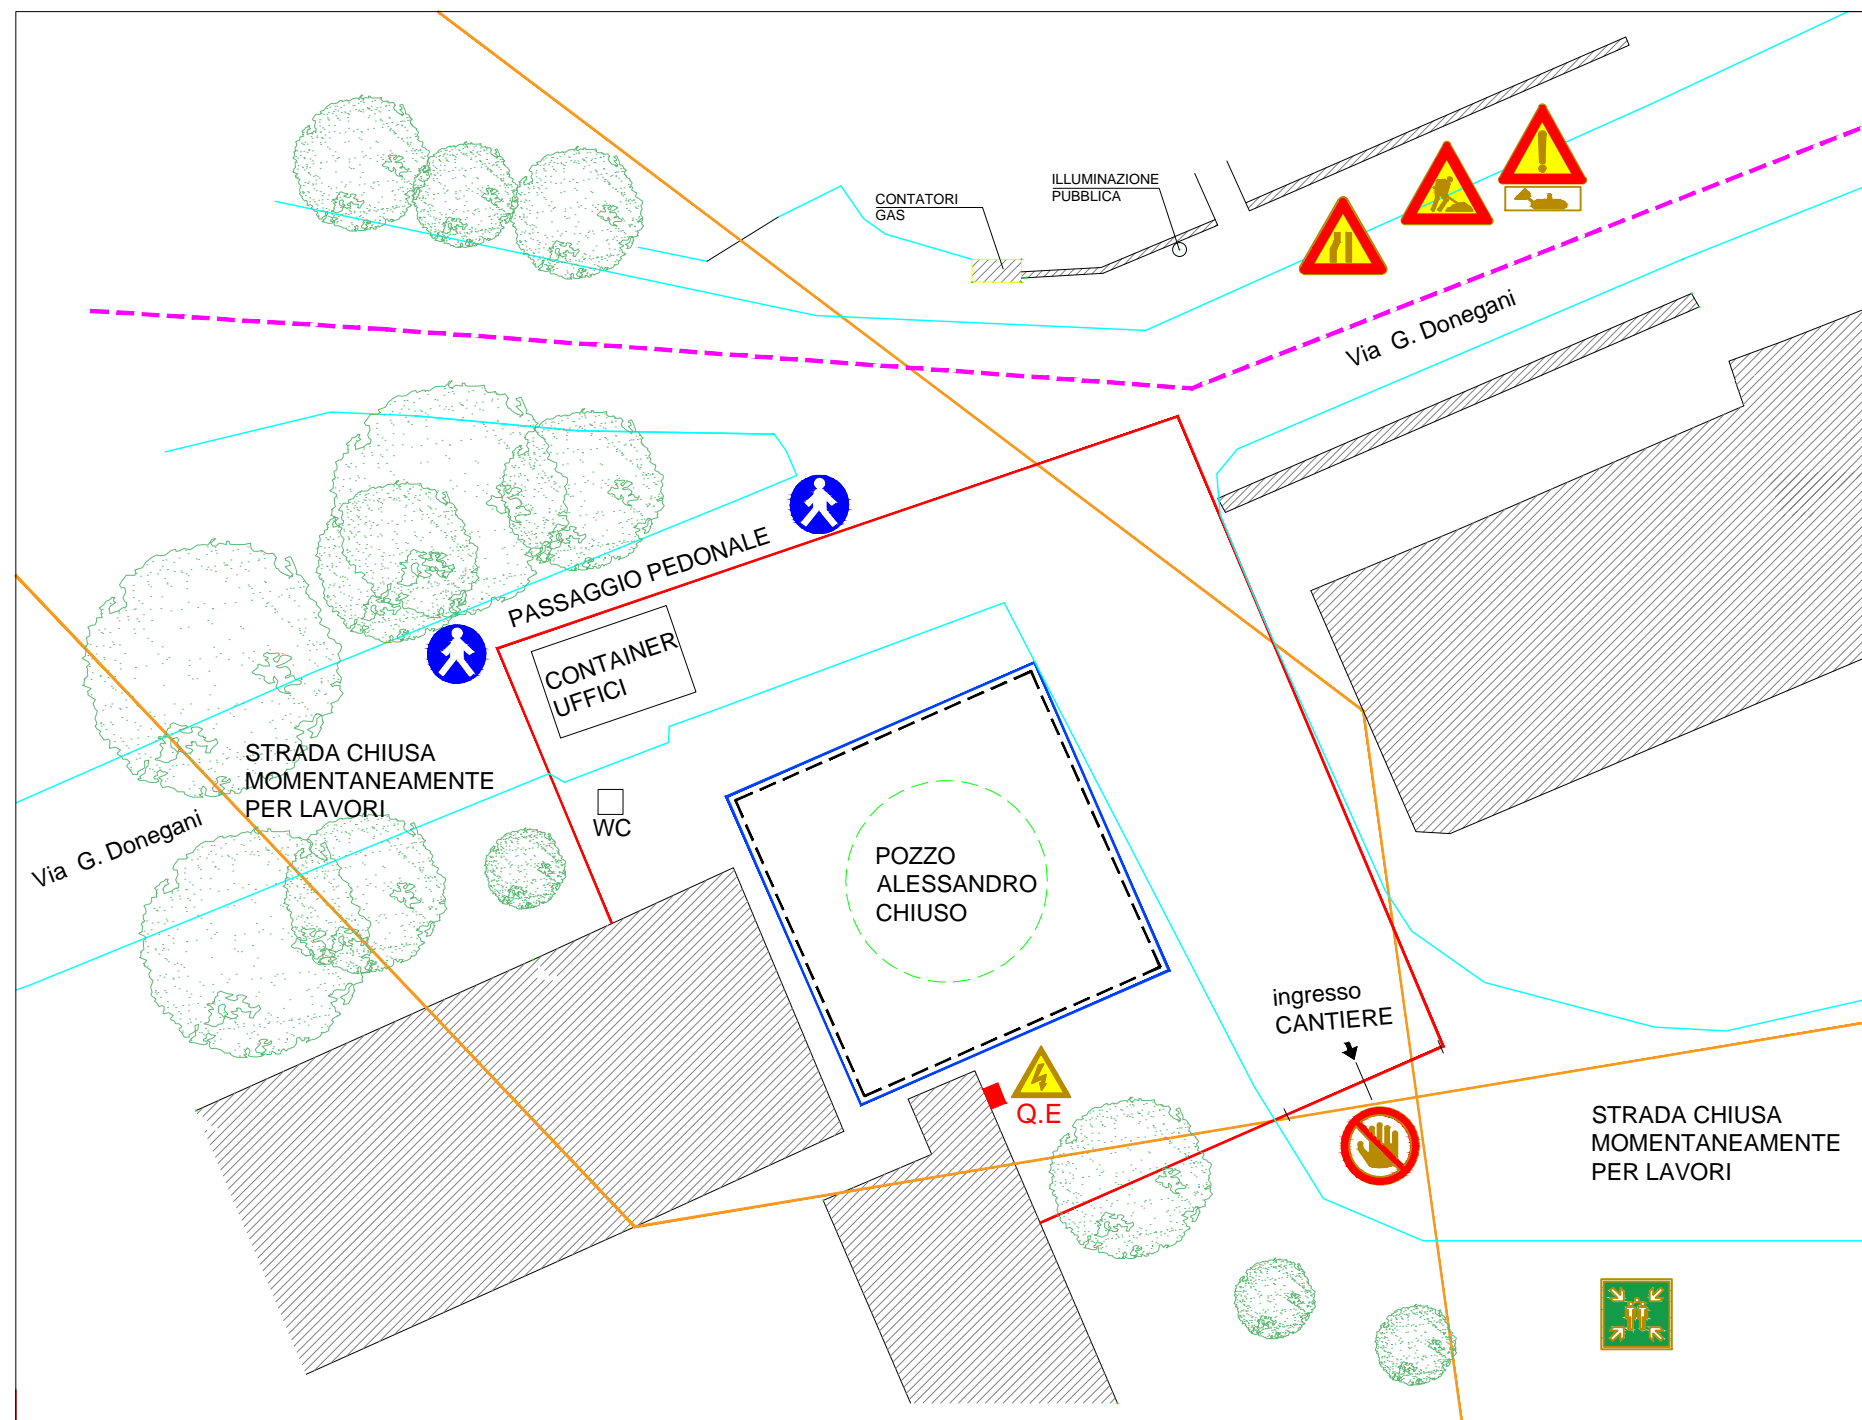 CONTATORI
GAS
ILLUMINAZIONE
PUBBLICA
Via G. Donegani
PASSAGGIO PEDONALE
CONTAINER
UFFICI
STRADA CHIUSA
MOMENTANEAMENTE
PER LAVORI
Via G. Donegani
WC
POZZO
ALESSANDRO
CHIUSO
ingresso
CANTIERE
Q.E
STRADA CHIUSA
MOMENTANEAMENTE
PER LAVORI